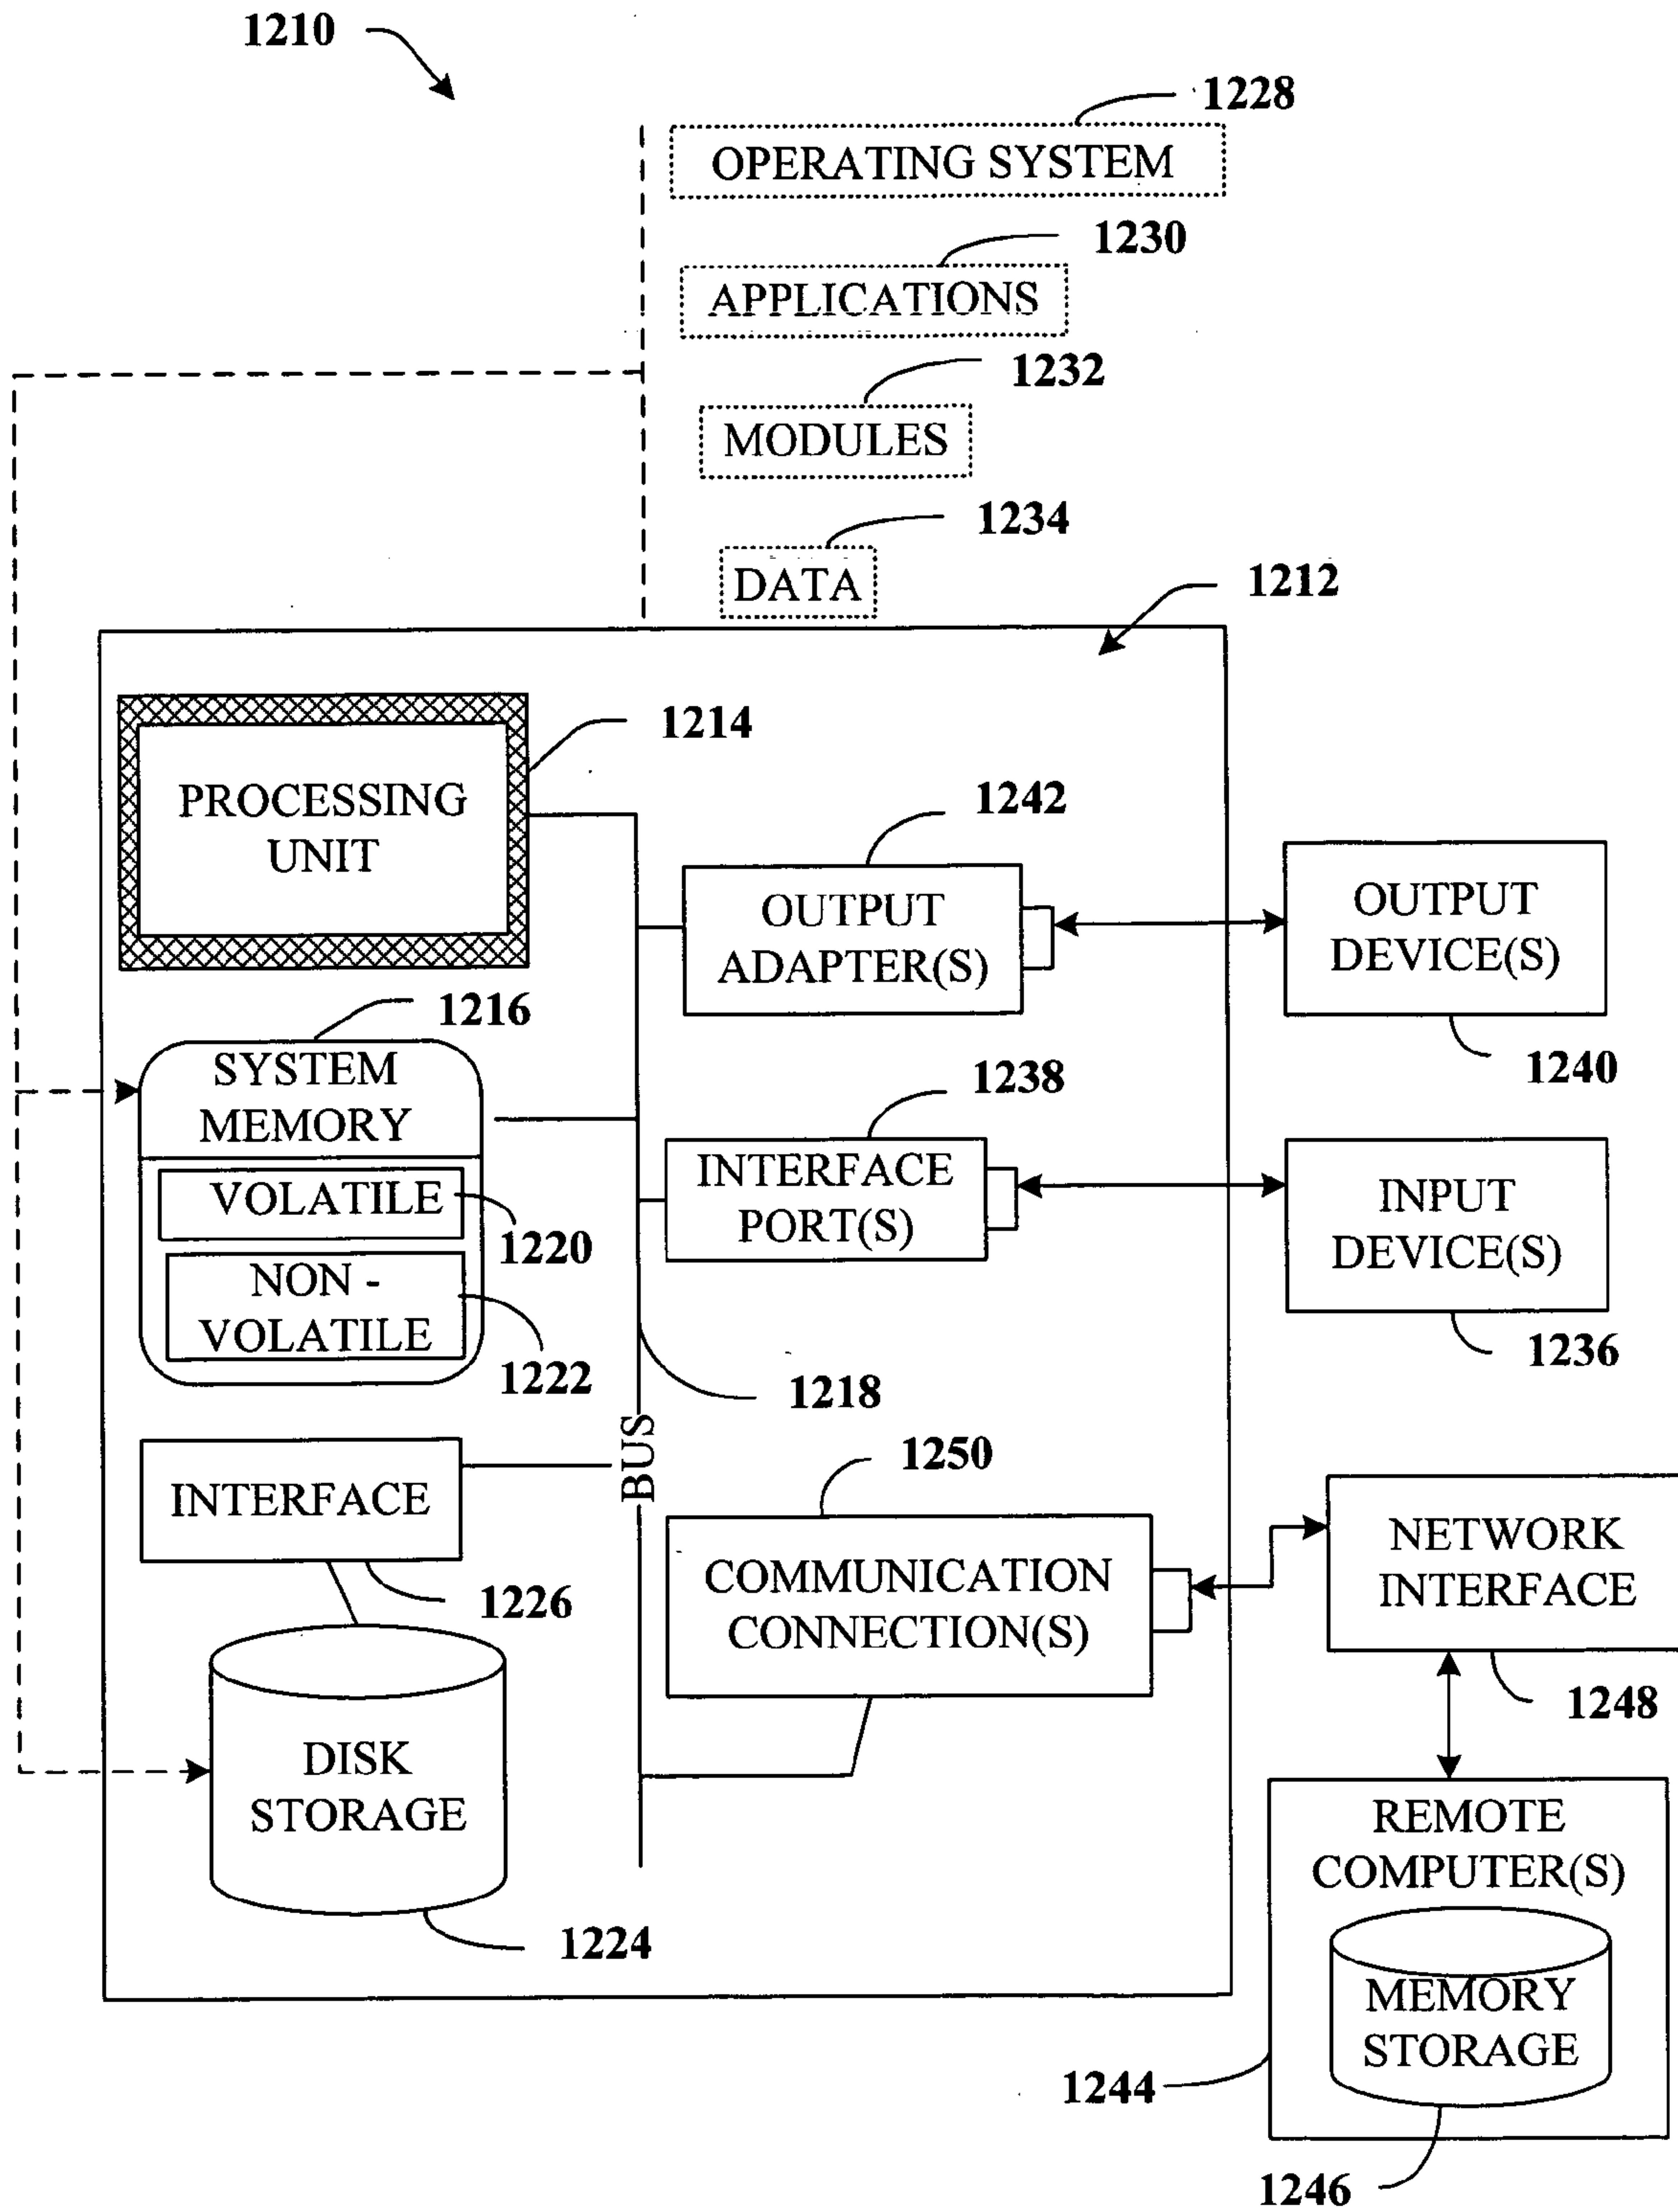 1210
1228
OPERATING SYSTEM
1230
APPLICATIONS
1232
MODULES
1234
DATA
1212
1214
PROCESSING
UNIT
1242
OUTPUT
ADAPTER(S)
OUTPUT
DEVICE(S)
1240
1216
SYSTEM
MEMORY
VOLATILE
1220
NON -
VOLATILE
1222
1238
INTERFACE
PORT(S)
INPUT
DEVICE(S)
1236
1218
BUS
INTERFACE
1226
1250
COMMUNICATION
CONNECTION(S)
NETWORK
INTERFACE
1248
DISK
STORAGE
1224
REMOTE
COMPUTER(S)
MEMORY
STORAGE
1244
1246